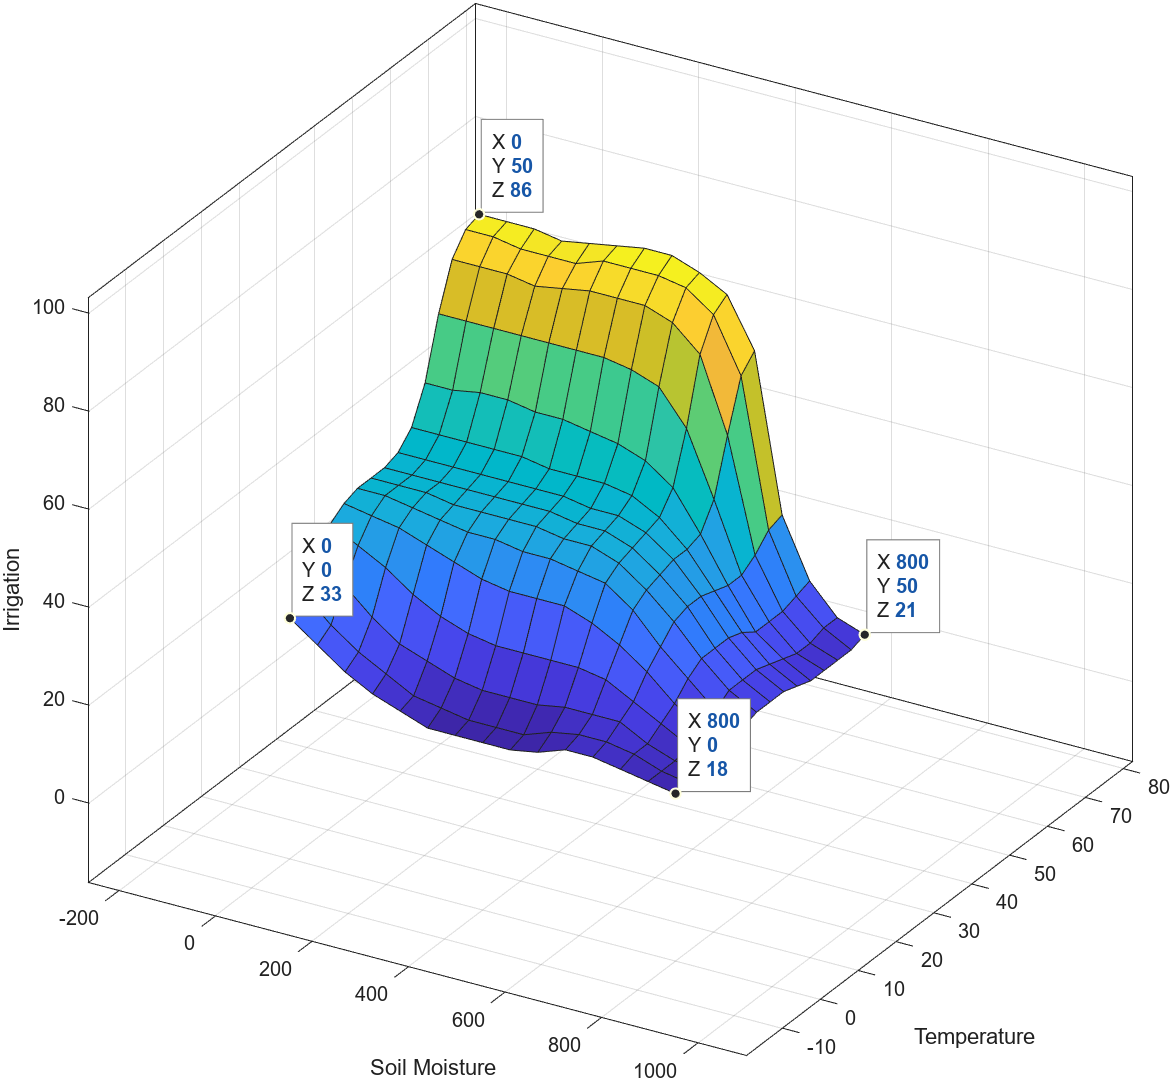 X 0
Y 50
Z 86
X 0
Y 0
Z 33
X 800
Y 50
Z 21
X 800
Y 0
Z 18
100
80
60
40
20
0
Irrigation
-200
0
200
400
600
800
1000
Soil Moisture
-10
0
10
20
30
40
50
60
70
80
Temperature